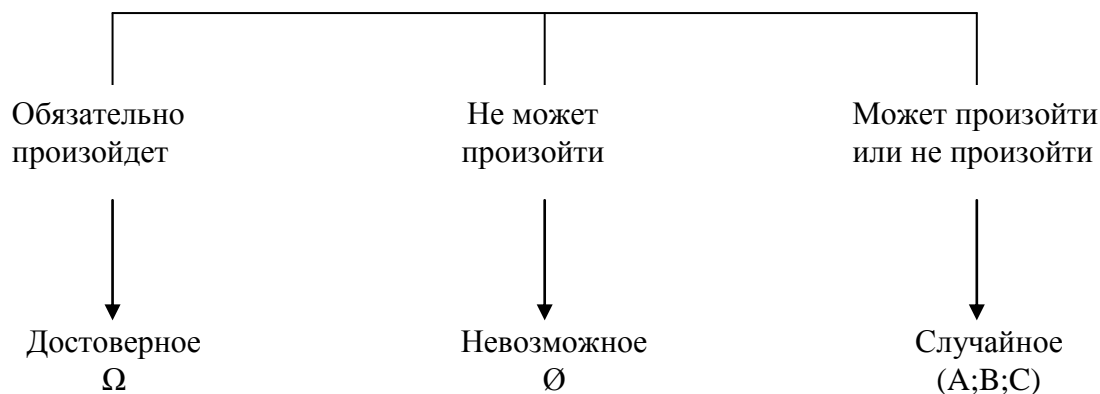 Обязательно
произойдет
Не может
произойти
Может произойти
или не произойти
Достоверное
Ω
Невозможное
Ø
Случайное
(A;B;C)